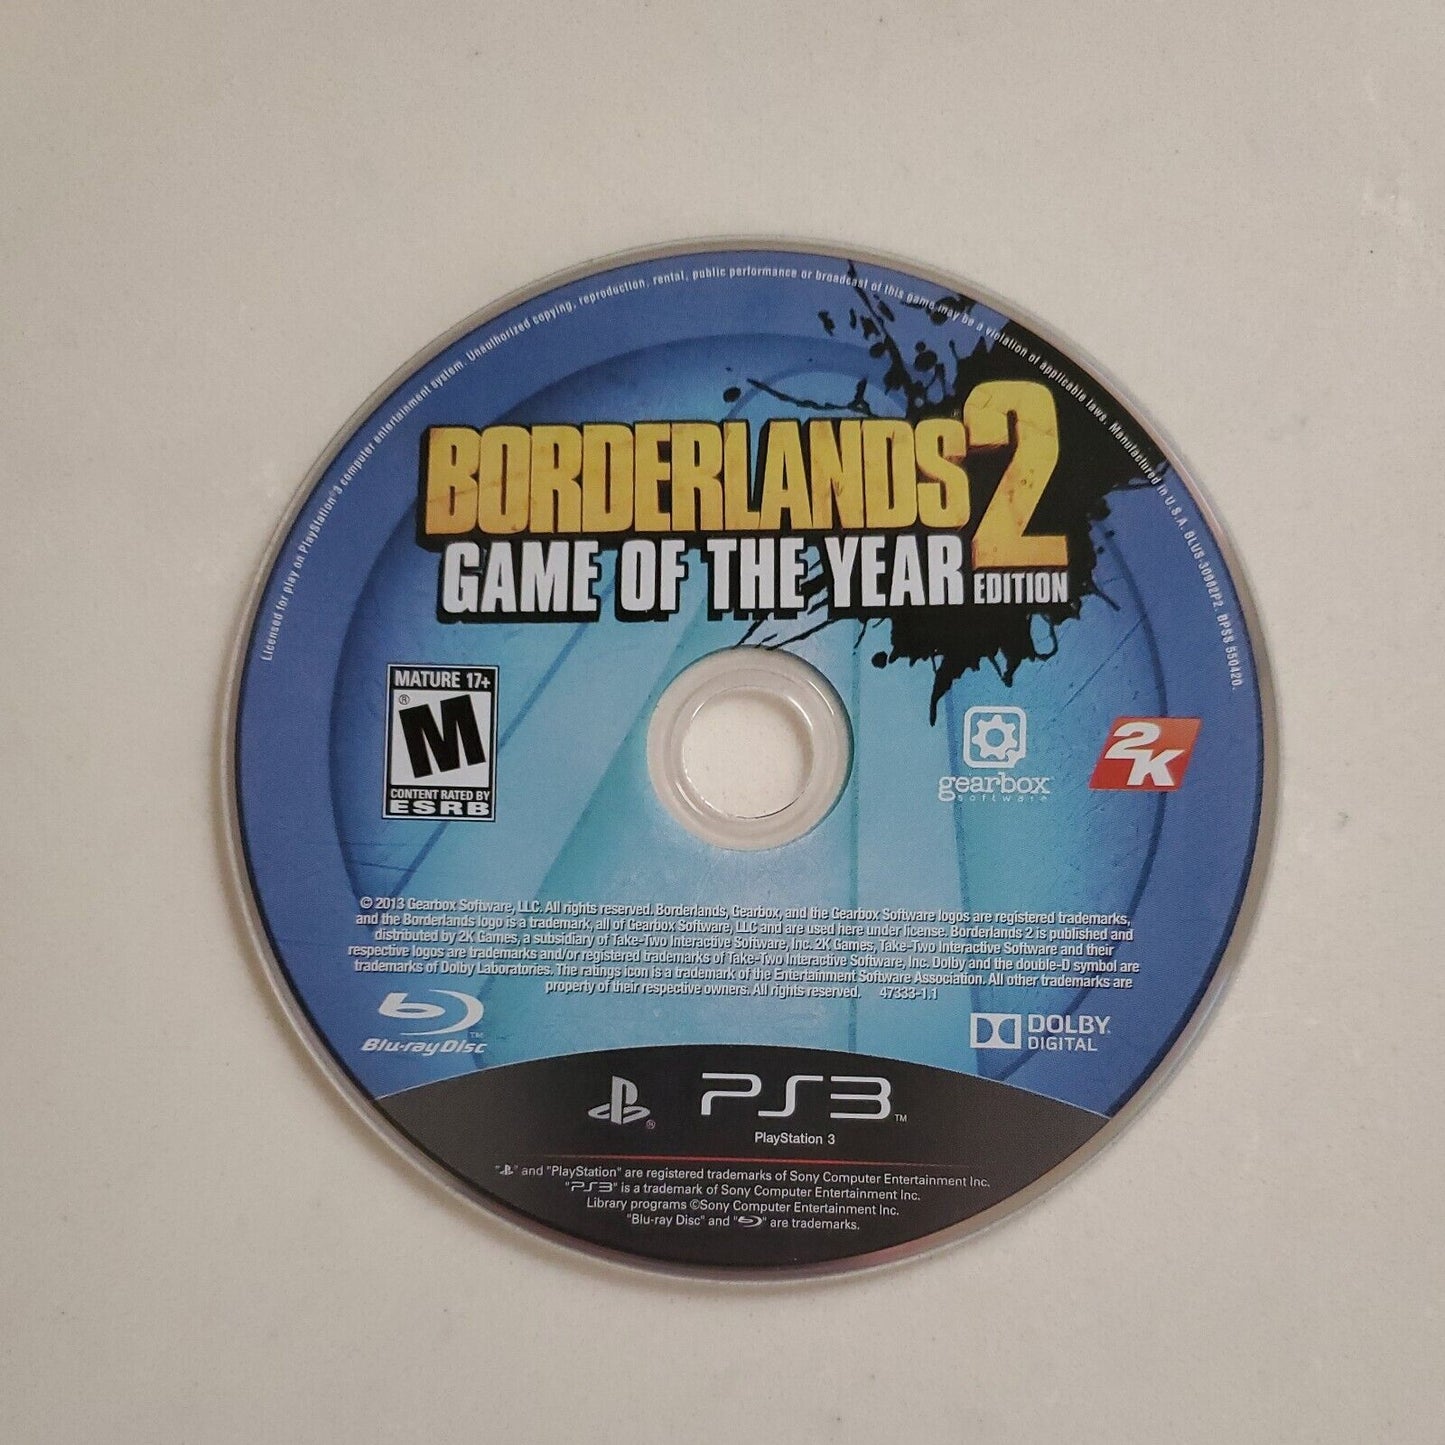 Licensed for play on PlayStation®3 computer entertainment system. Unauthorized copying, reproduction, rental, public performance or broadcast of this game may be a violation of applicable laws. Manufactured in U.S.A. BLUS-30982P2, BPSS 550420.
BORDERLANDS 2
GAME OF THE YEAR EDITION
MATURE 17+
M ®
CONTENT RATED BY
ESRB
gearbox
software
2K
© 2013 Gearbox Software, LLC. All rights reserved. Borderlands, Gearbox, and the Gearbox Software logos are registered trademarks,
and the Borderlands logo is a trademark, all of Gearbox Software, LLC and are used here under license. Borderlands 2 is published and
distributed by 2K Games, a subsidiary of Take-Two Interactive Software, Inc. 2K Games, Take-Two Interactive Software and their
respective logos are trademarks and/or registered trademarks of Take-Two Interactive Software, Inc. Dolby and the double-D symbol are
trademarks of Dolby Laboratories. The ratings icon is a trademark of the Entertainment Software Association. All other trademarks are
property of their respective owners. All rights reserved. 47333-1.1
Blu-ray Disc™
DOLBY
DIGITAL
® PS3™
PlayStation 3
" " and "PlayStation" are registered trademarks of Sony Computer Entertainment Inc.
"PS3" is a trademark of Sony Computer Entertainment Inc.
Library programs ©Sony Computer Entertainment Inc.
"Blu-ray Disc" and " " are trademarks.